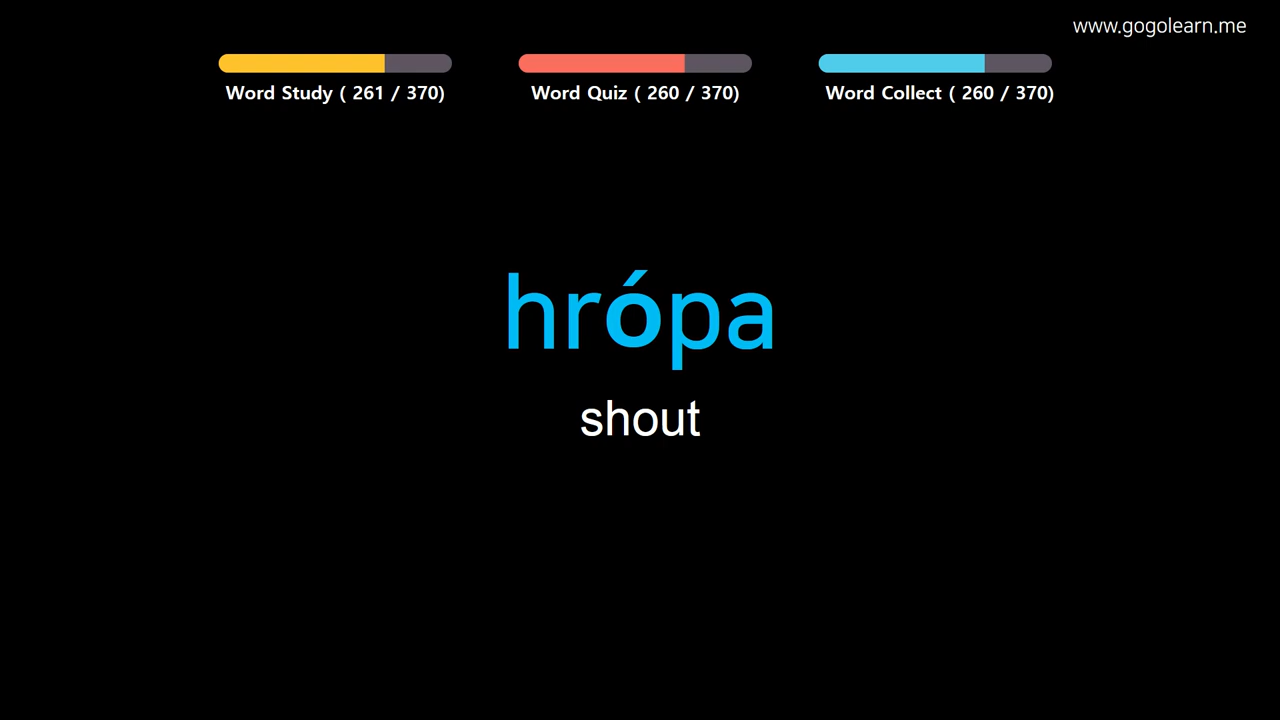 www.gogolearn.me
Word Study ( 261 / 370)
Word Quiz ( 260 / 370)
Word Collect ( 260 / 370)
hrópa
shout